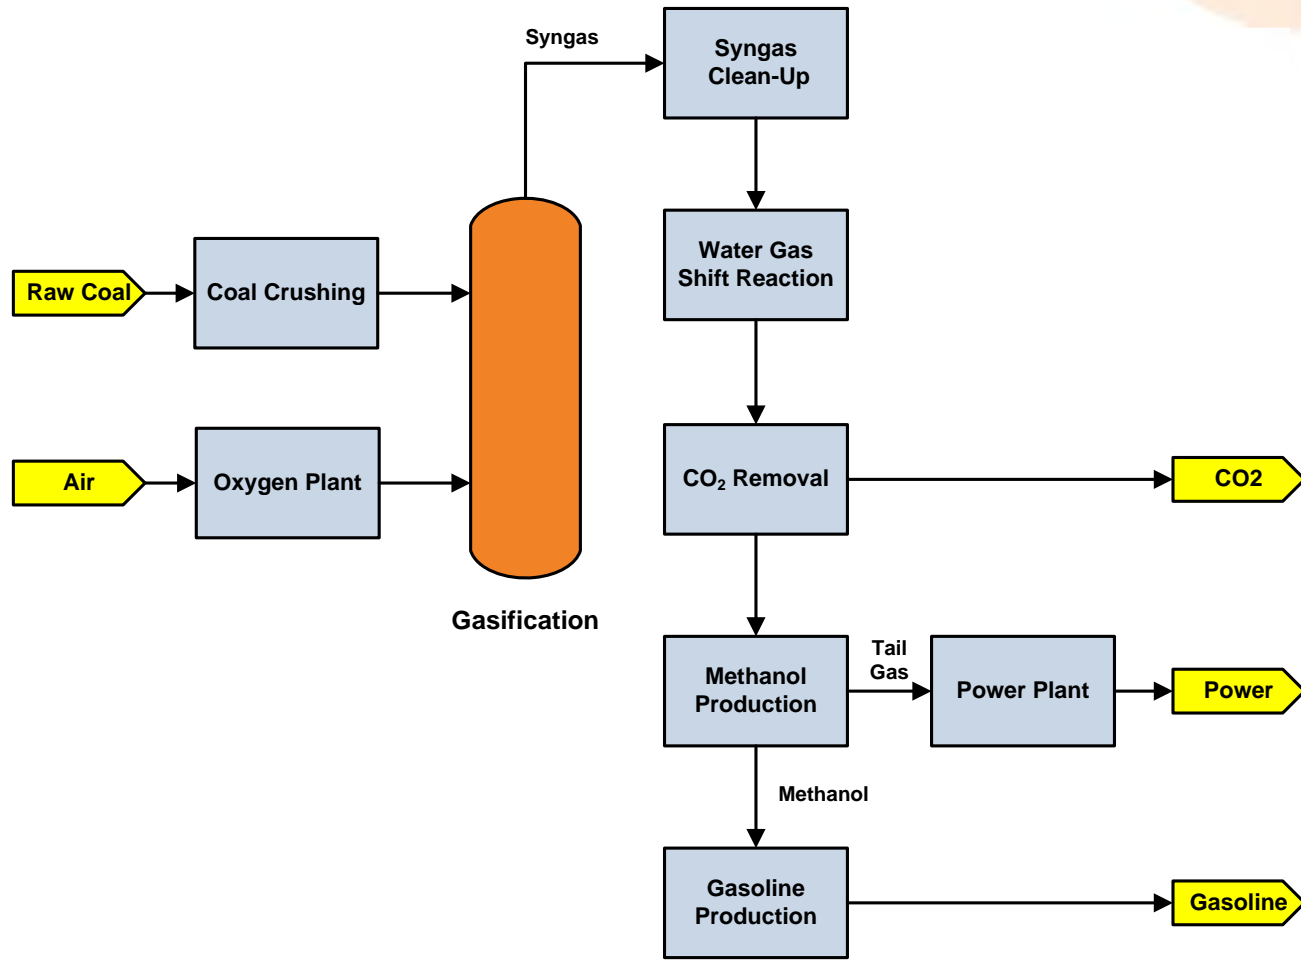 Syngas
Syngas
Clean-Up
Water Gas
Shift Reaction
Raw Coal
Coal Crushing
Air
Oxygen Plant
CO₂ Removal
CO2
Gasification
Methanol
Production
Tail
Gas
Power Plant
Power
Methanol
Gasoline
Production
Gasoline